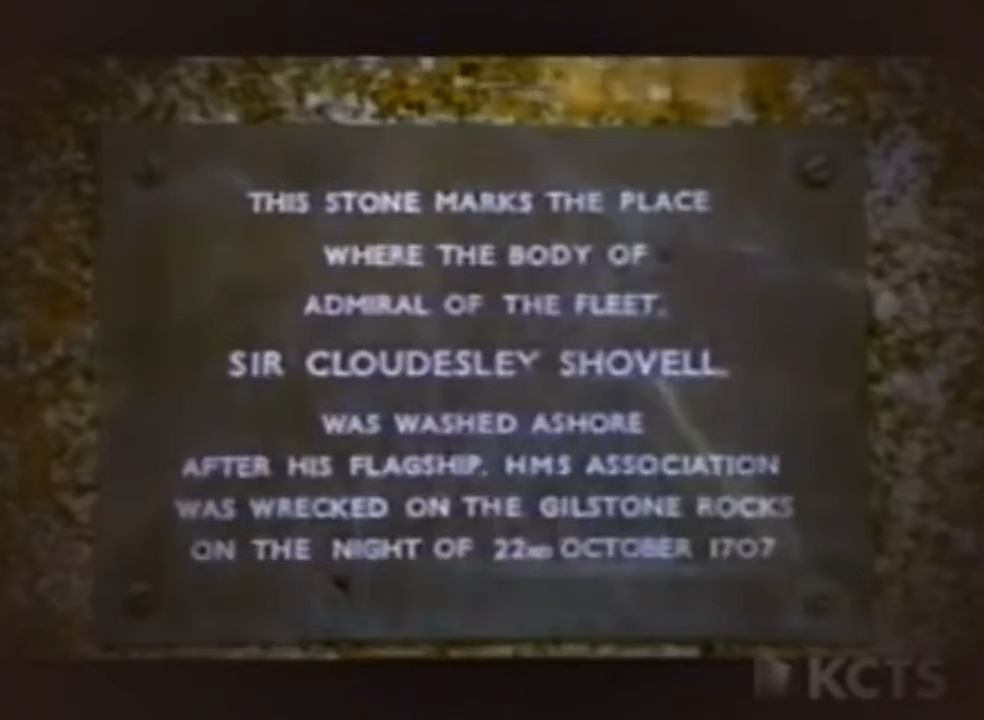 THIS STONE MARKS THE PLACE
WHERE THE BODY OF
ADMIRAL OF THE FLEET.
SIR CLOUDESLEY SHOVELL.
WAS WASHED ASHORE
AFTER HIS FLAGSHIP. HMS ASSOCIATION
WAS WRECKED ON THE GILSTONE ROCKS
ON THE NIGHT OF 22ND OCTOBER 1707
KCTS